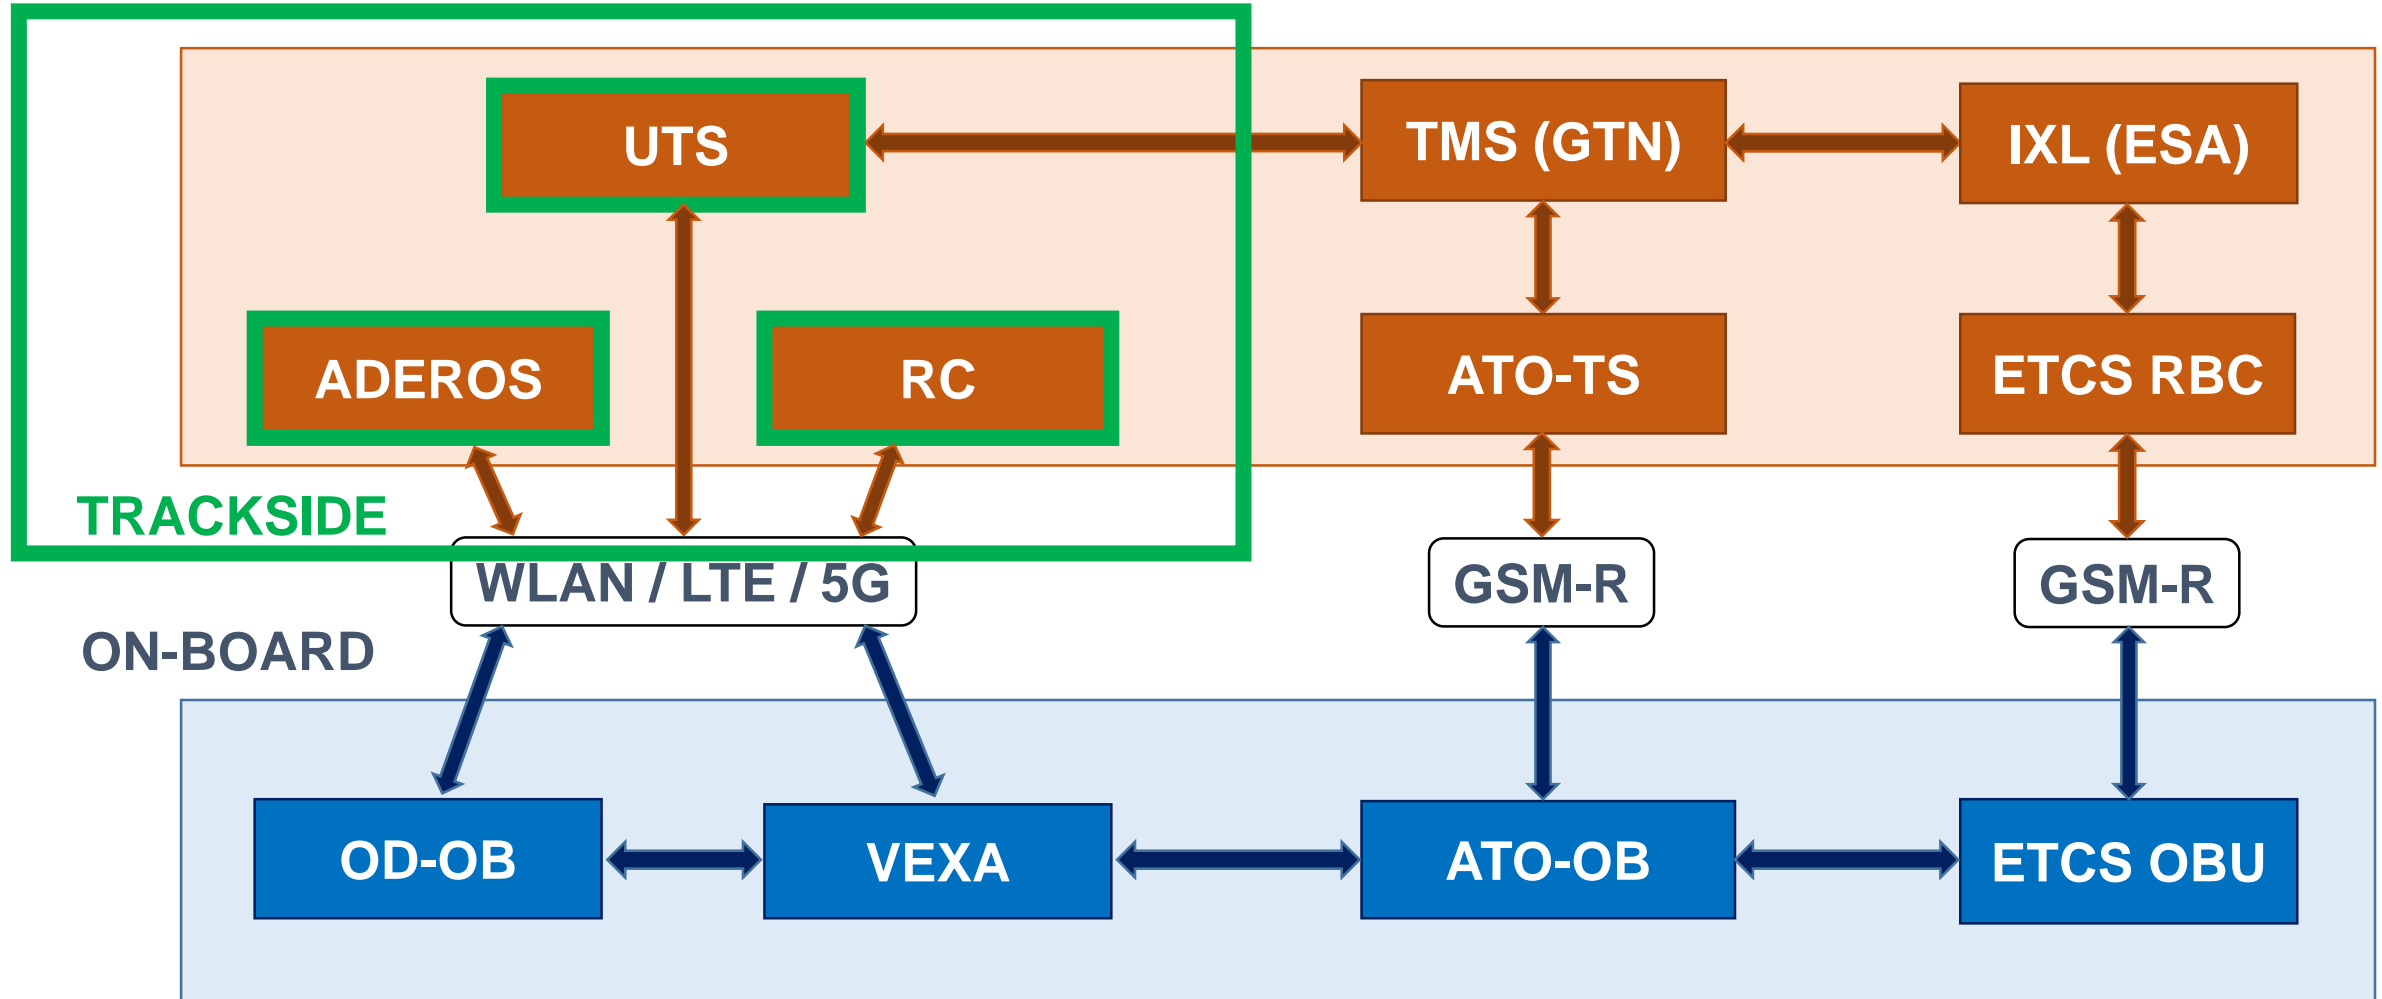 UTS
TMS (GTN)
IXL (ESA)
ADEROS
RC
ATO-TS
ETCS RBC
TRACKSIDE
WLAN / LTE / 5G
GSM-R
GSM-R
ON-BOARD
OD-OB
VEXA
ATO-OB
ETCS OBU